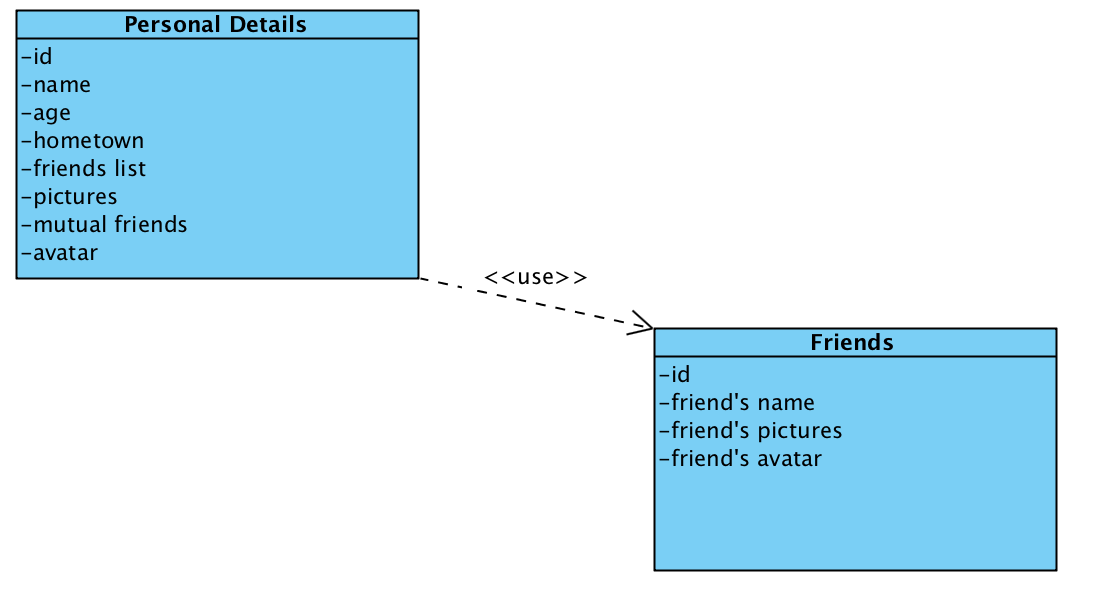 Personal Details
-id
-name
-age
-hometown
-friends list
-pictures
-mutual friends
-avatar
<<use>>
Friends
-id
-friend's name
-friend's pictures
-friend's avatar